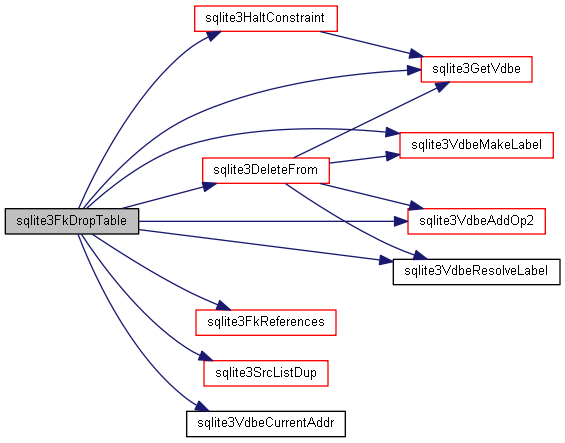 sqlite3HaltConstraint
sqlite3GetVdbe
sqlite3VdbeMakeLabel
sqlite3DeleteFrom
sqlite3FkDropTable
sqlite3VdbeAddOp2
sqlite3VdbeResolveLabel
sqlite3FkReferences
sqlite3SrcListDup
sqlite3VdbeCurrentAddr